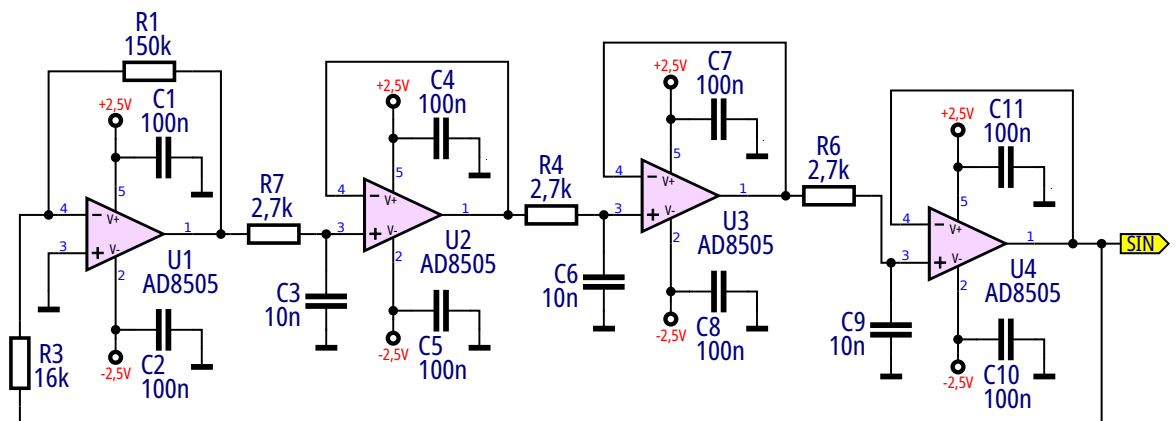 R1
150k
+2,5V
C1
100n
5
4
V+
1
3
V-
2
U1
AD8505
C2
100n
-2,5V
R3
16k
R7
2,7k
C3
10n
+2,5V
C4
100n
5
4
V+
1
3
V-
2
U2
AD8505
C5
100n
-2,5V
R4
2,7k
C6
10n
+2,5V
C7
100n
5
4
V+
1
3
V-
2
U3
AD8505
C8
100n
-2,5V
R6
2,7k
C9
10n
+2,5V
C11
100n
5
4
V+
1
3
V-
2
U4
AD8505
C10
100n
-2,5V
SIN